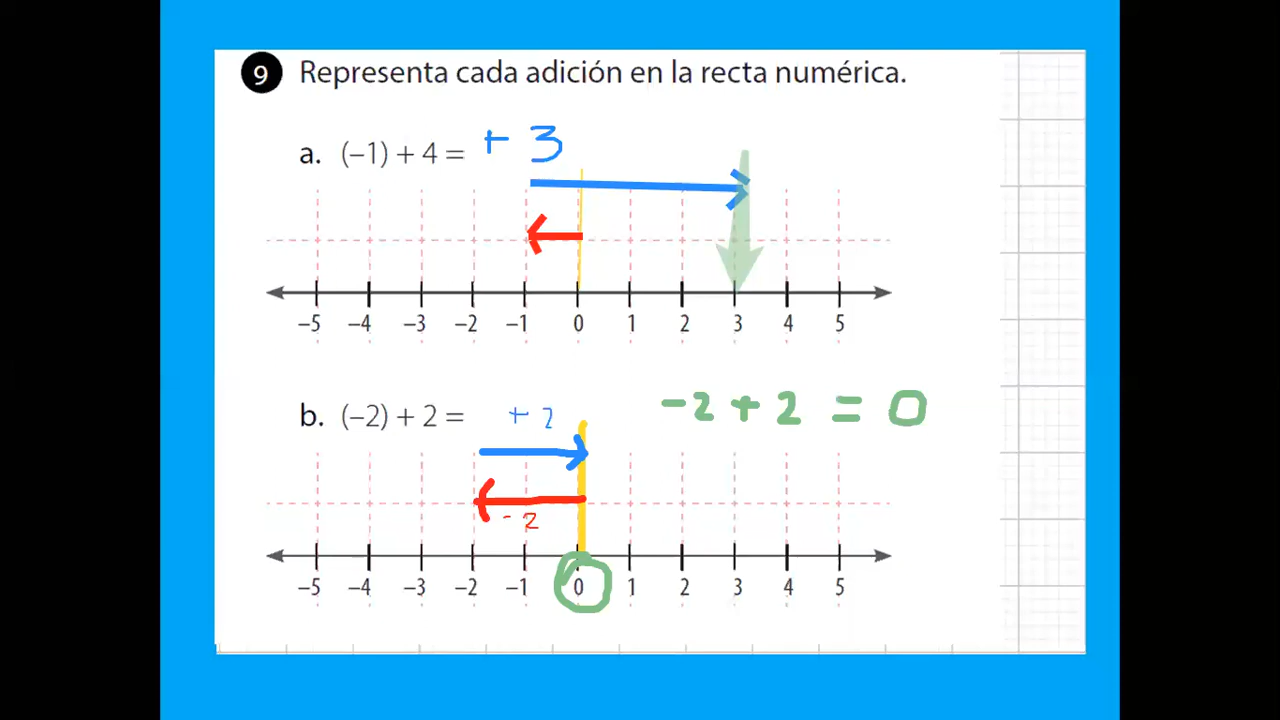 9 Representa cada adición en la recta numérica.
a. (–1) + 4 = + 3
–5 –4 –3 –2 –1 0 1 2 3 4 5
b. (–2) + 2 = + 2 -2 + 2 = 0
- 2
–5 –4 –3 –2 –1 0 1 2 3 4 5